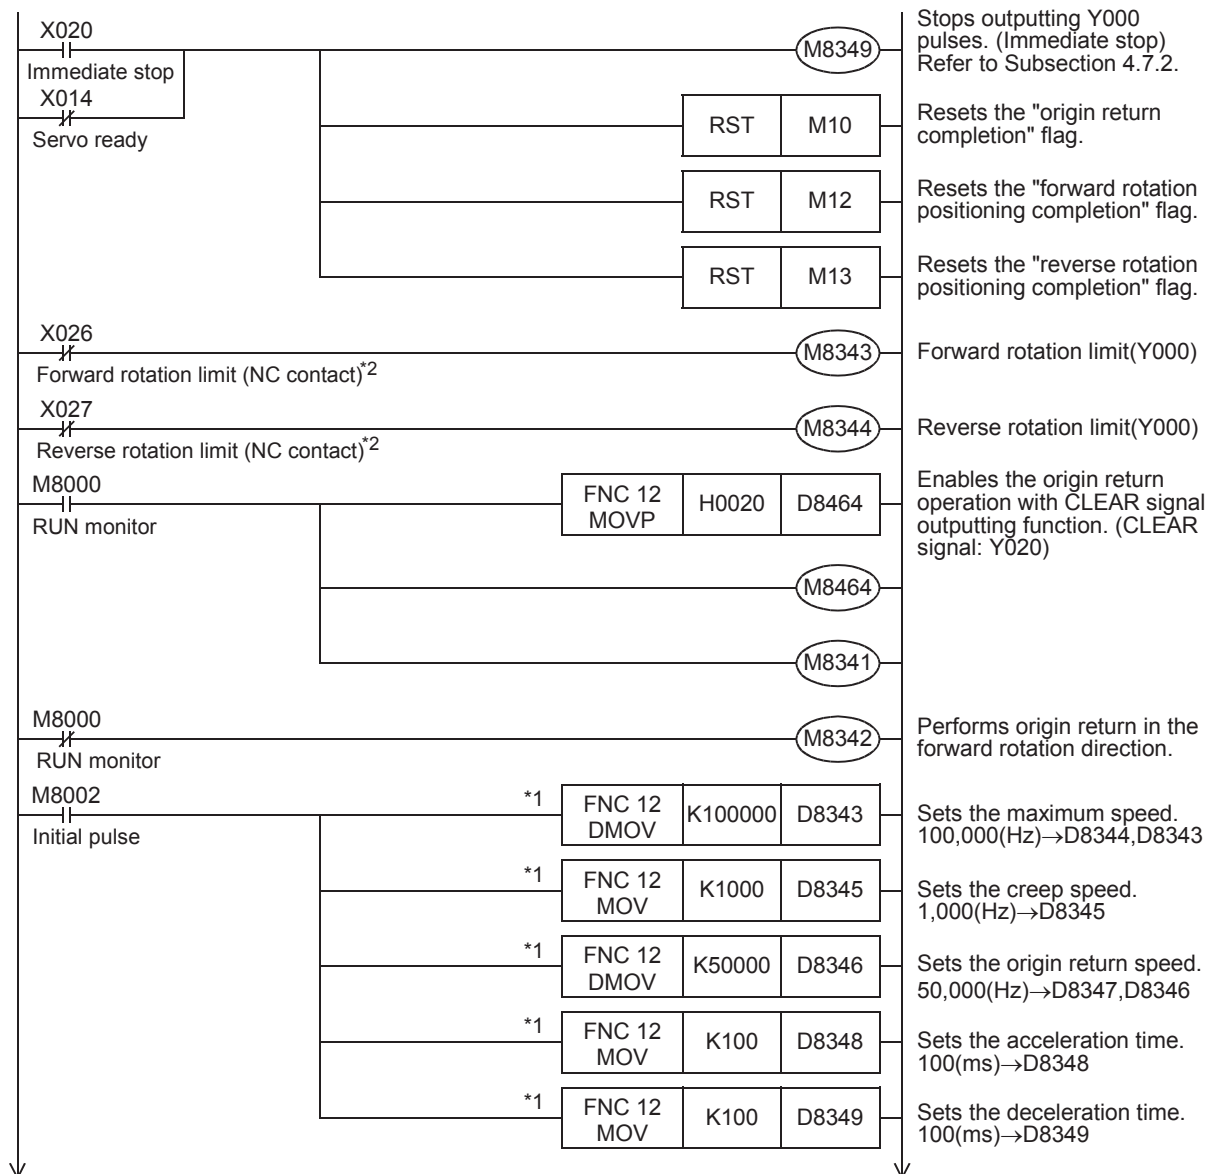 X020
Immediate stop
X014
Servo ready
M8349
Stops outputting Y000
pulses. (Immediate stop)
Refer to Subsection 4.7.2.
RST M10
Resets the "origin return
completion" flag.
RST M12
Resets the "forward rotation
positioning completion" flag.
RST M13
Resets the "reverse rotation
positioning completion" flag.
X026
Forward rotation limit (NC contact)*2
M8343
Forward rotation limit(Y000)
X027
Reverse rotation limit (NC contact)*2
M8344
Reverse rotation limit(Y000)
M8000
RUN monitor
FNC 12
MOVP
H0020
D8464
Enables the origin return
operation with CLEAR signal
outputting function. (CLEAR
signal: Y020)
M8464
M8341
M8000
RUN monitor
M8342
Performs origin return in the
forward rotation direction.
M8002
Initial pulse
*1
FNC 12
DMOV
K100000
D8343
Sets the maximum speed.
100,000(Hz)→D8344,D8343
*1
FNC 12
MOV
K1000
D8345
Sets the creep speed.
1,000(Hz)→D8345
*1
FNC 12
DMOV
K50000
D8346
Sets the origin return speed.
50,000(Hz)→D8347,D8346
*1
FNC 12
MOV
K100
D8348
Sets the acceleration time.
100(ms)→D8348
*1
FNC 12
MOV
K100
D8349
Sets the deceleration time.
100(ms)→D8349